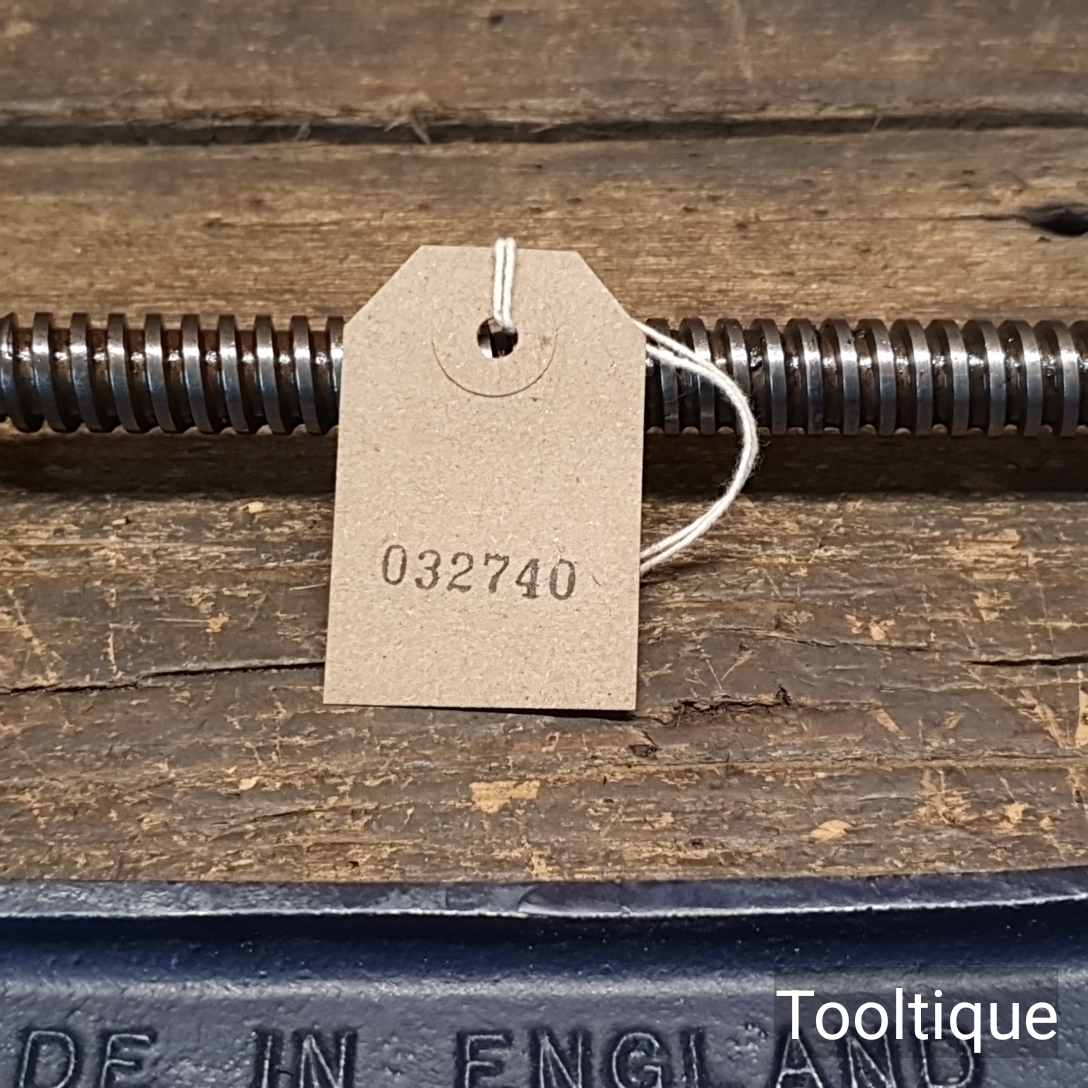 032740
DE IN ENGLAND
Tooltique